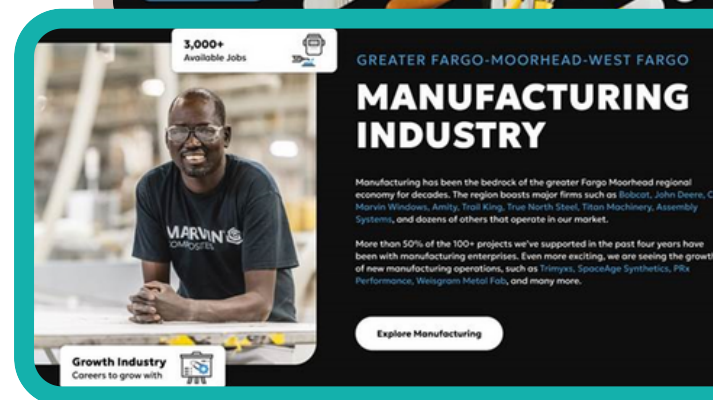 3,000+
Available Jobs
GREATER FARGO-MOORHEAD-WEST FARGO
MANUFACTURING
INDUSTRY
Manufacturing has been the bedrock of the greater Fargo Moorhead regional
economy for decades. The region boasts major firms such as Bobcat, John Deere, C
Marvin Windows, Amity, Trail King, True North Steel, Titan Machinery, Assembly
Systems, and dozens of others that operate in our market.
More than 50% of the 100+ projects we've supported in the past four years have
been with manufacturing enterprises. Even more exciting, we are seeing the growt
of new manufacturing operations, such as Trimyxs, SpaceAge Synthetics, PRx
Performance, Weisgram Metal Fab, and many more.
MARVIN
COMPOSITES
Explore Manufacturing
Growth Industry
Careers to grow with